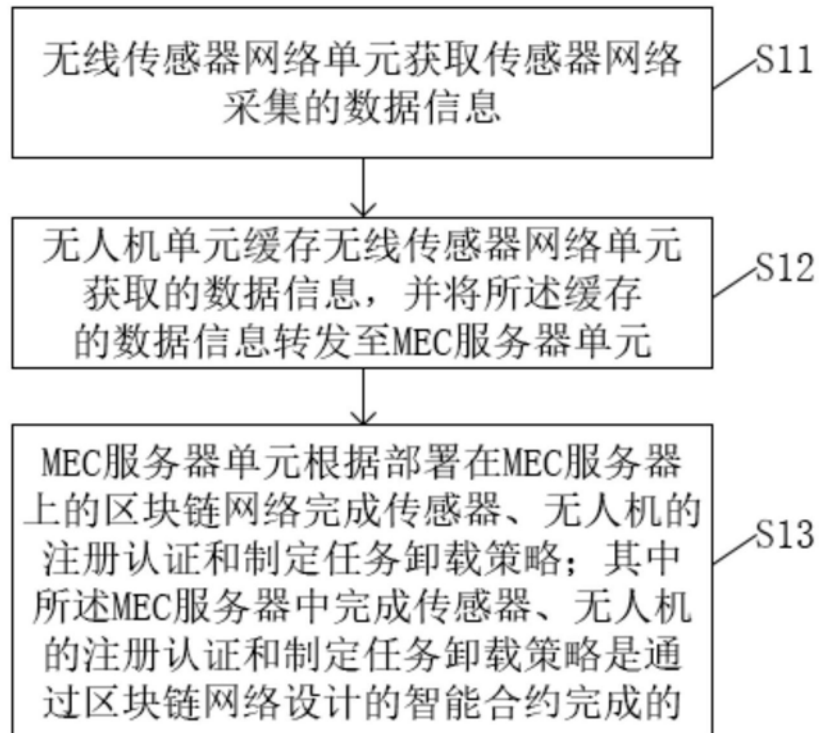 无线传感器网络单元获取传感器网络
采集的数据信息
S11
无人机单元缓存无线传感器网络单元
获取的数据信息，并将所述缓存
的数据信息转发至MEC服务器单元
S12
MEC服务器单元根据部署在MEC服务器
上的区块链网络完成传感器、无人机的
注册认证和制定任务卸载策略；其中
所述MEC服务器中完成传感器、无人机
的注册认证和制定任务卸载策略是通
过区块链网络设计的智能合约完成的
S13